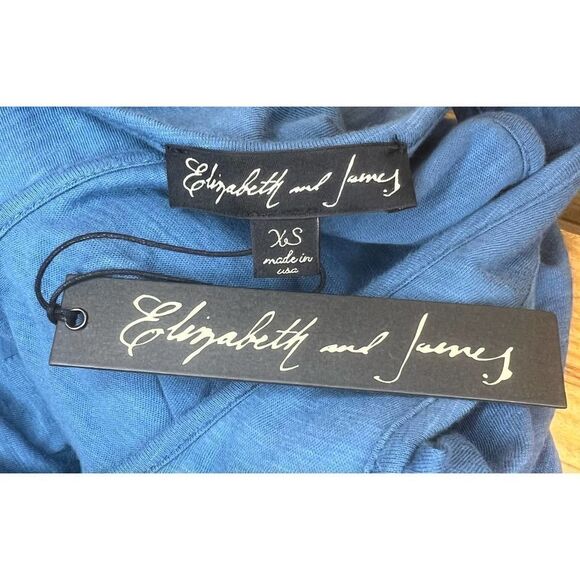 Elizabeth and James
XS
made in
usa
Elizabeth and James